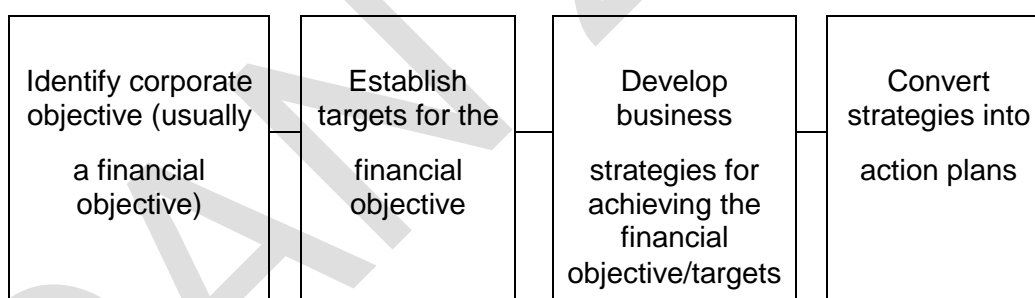 Identify corporate
objective (usually
a financial
objective)
Establish
targets for the
financial
objective
Develop
business
strategies for
achieving the
financial
objective/targets
Convert
strategies into
action plans